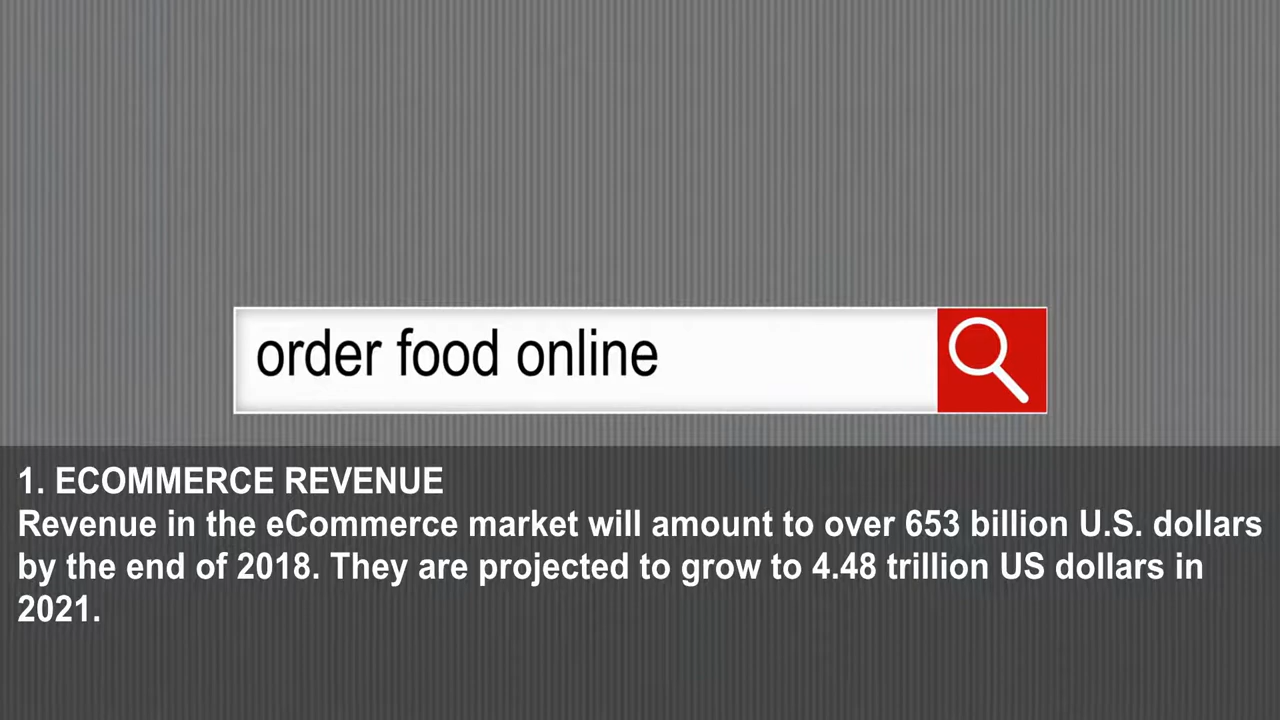 order food online
1. ECOMMERCE REVENUE
Revenue in the eCommerce market will amount to over 653 billion U.S. dollars
by the end of 2018. They are projected to grow to 4.48 trillion US dollars in
2021.